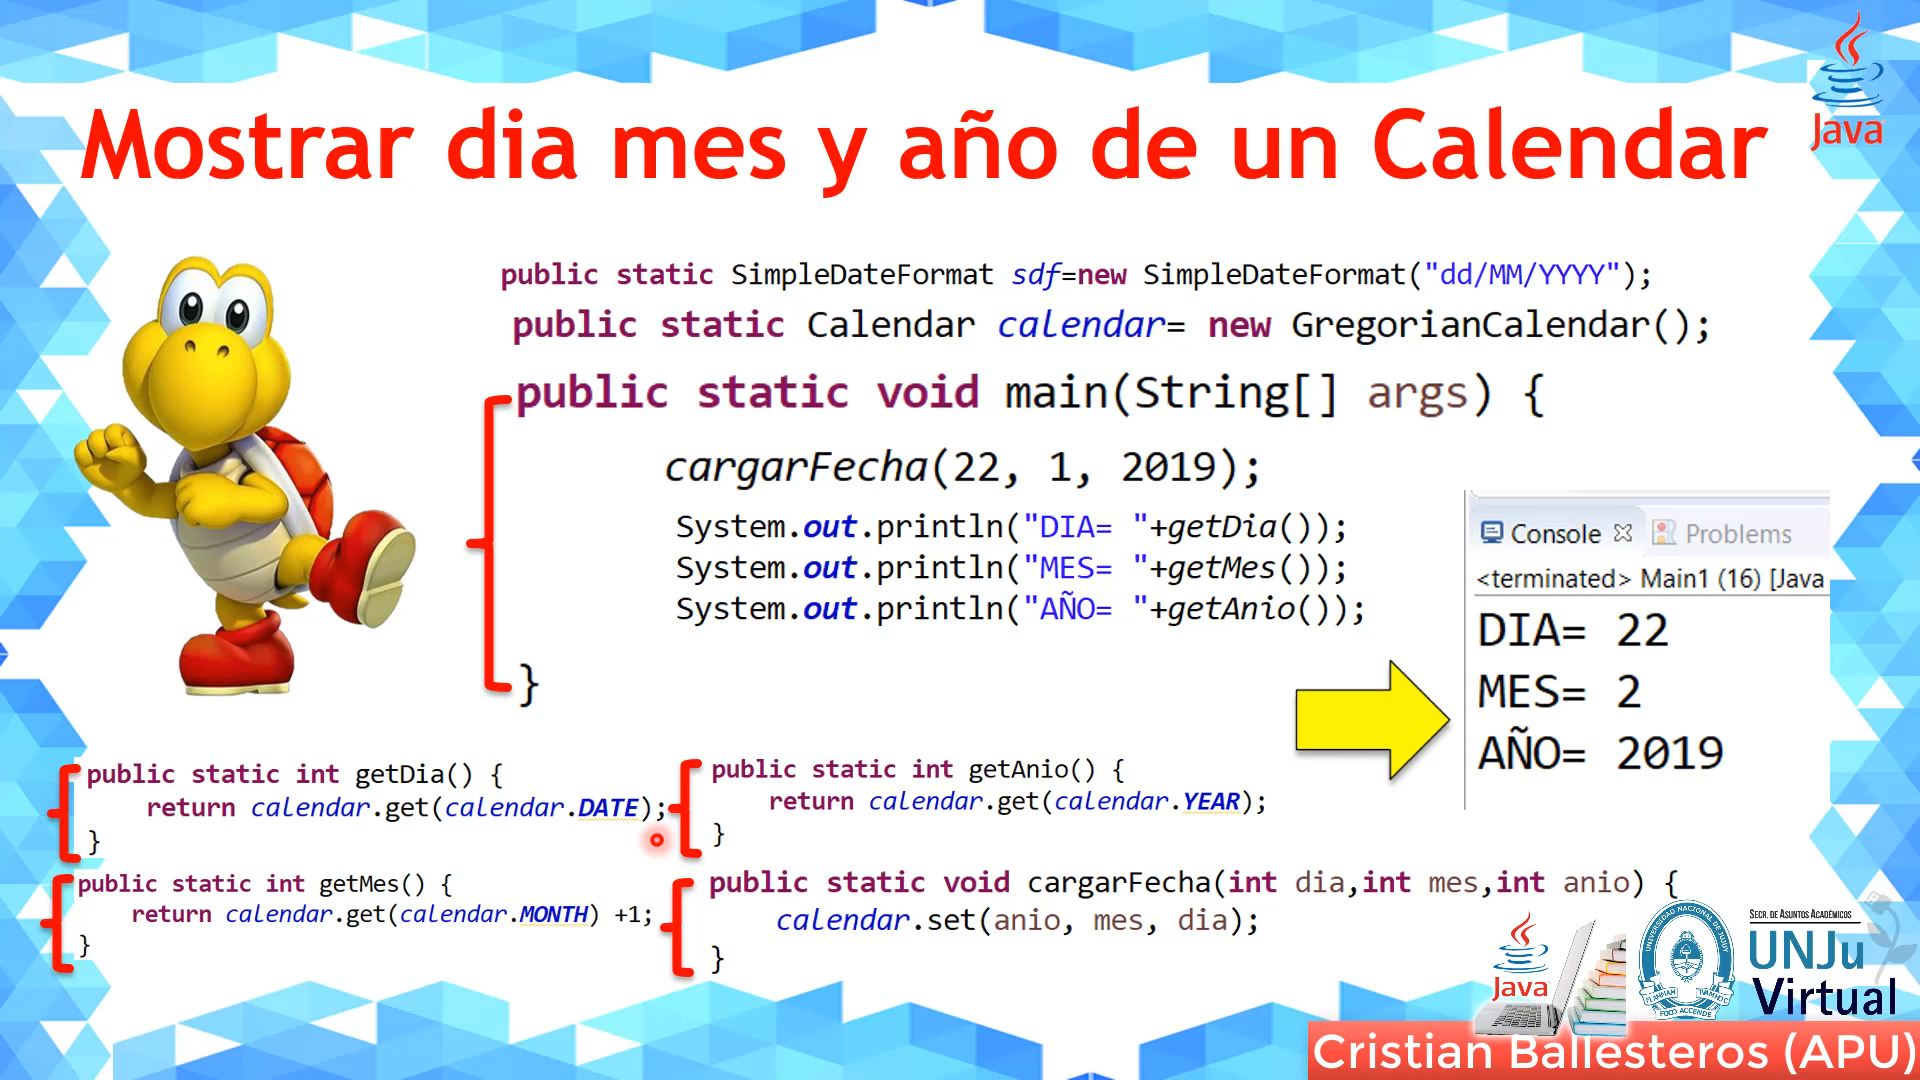 Mostrar dia mes y año de un Calendar
Java
public static SimpleDateFormat sdf=new SimpleDateFormat("dd/MM/YYYY");
public static Calendar calendar= new GregorianCalendar();
public static void main(String[] args) {
cargarFecha(22, 1, 2019);
System.out.println("DIA= "+getDia());
System.out.println("MES= "+getMes());
System.out.println("AÑO= "+getAnio());
}
Console Problems
<terminated> Main1 (16) [Java
DIA= 22
MES= 2
AÑO= 2019
public static int getDia() {
return calendar.get(calendar.DATE);
}
public static int getAnio() {
return calendar.get(calendar.YEAR);
}
public static int getMes() {
return calendar.get(calendar.MONTH) +1;
}
public static void cargarFecha(int dia,int mes,int anio) {
calendar.set(anio, mes, dia);
}
Java
UNIVERSIDAD NACIONAL DE JUJUY
Secr. de Asuntos Académicos
UNJu
Virtual
Cristian Ballesteros (APU)